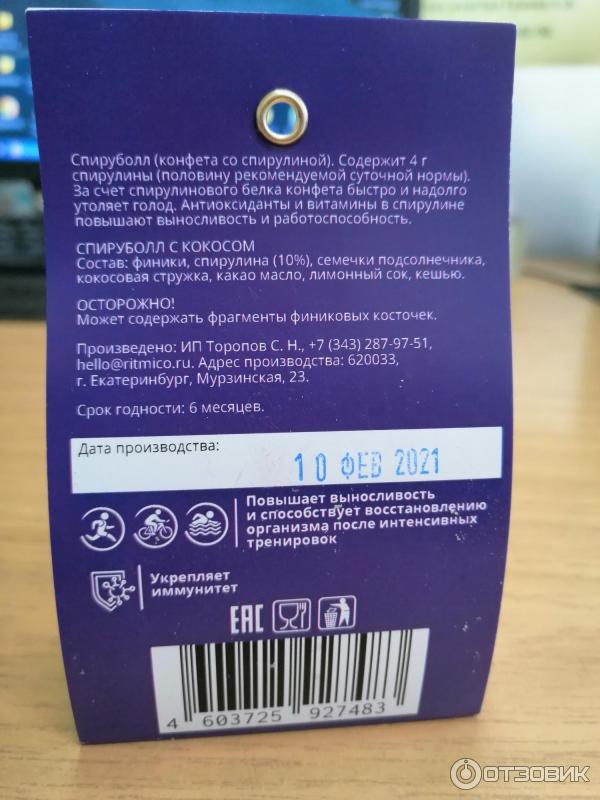 Спируболл (конфета со спирулиной). Содержит 4 г
спирулины (половину рекомендуемой суточной нормы).
За счет спирулинового белка конфета быстро и надолго
утоляет голод. Антиоксиданты и витамины в спирулине
повышают выносливость и работоспособность.
СПИРУБОЛЛ С КОКОСОМ
Состав: финики, спирулина (10%), семечки подсолнечника,
кокосовая стружка, какао масло, лимонный сок, кешью.
ОСТОРОЖНО!
Может содержать фрагменты финиковых косточек.
Произведено: ИП Торопов С. Н., +7 (343) 287-97-51,
hello@ritmico.ru. Адрес производства: 620033,
г. Екатеринбург, Мурзинская, 23.
Срок годности: 6 месяцев.
Дата производства:
10 ФЕВ 2021
Повышает выносливость
и способствует восстановлению
организма после интенсивных
тренировок
Укрепляет
иммунитет
EAC
4 603725 927483
ОТЗОВИК